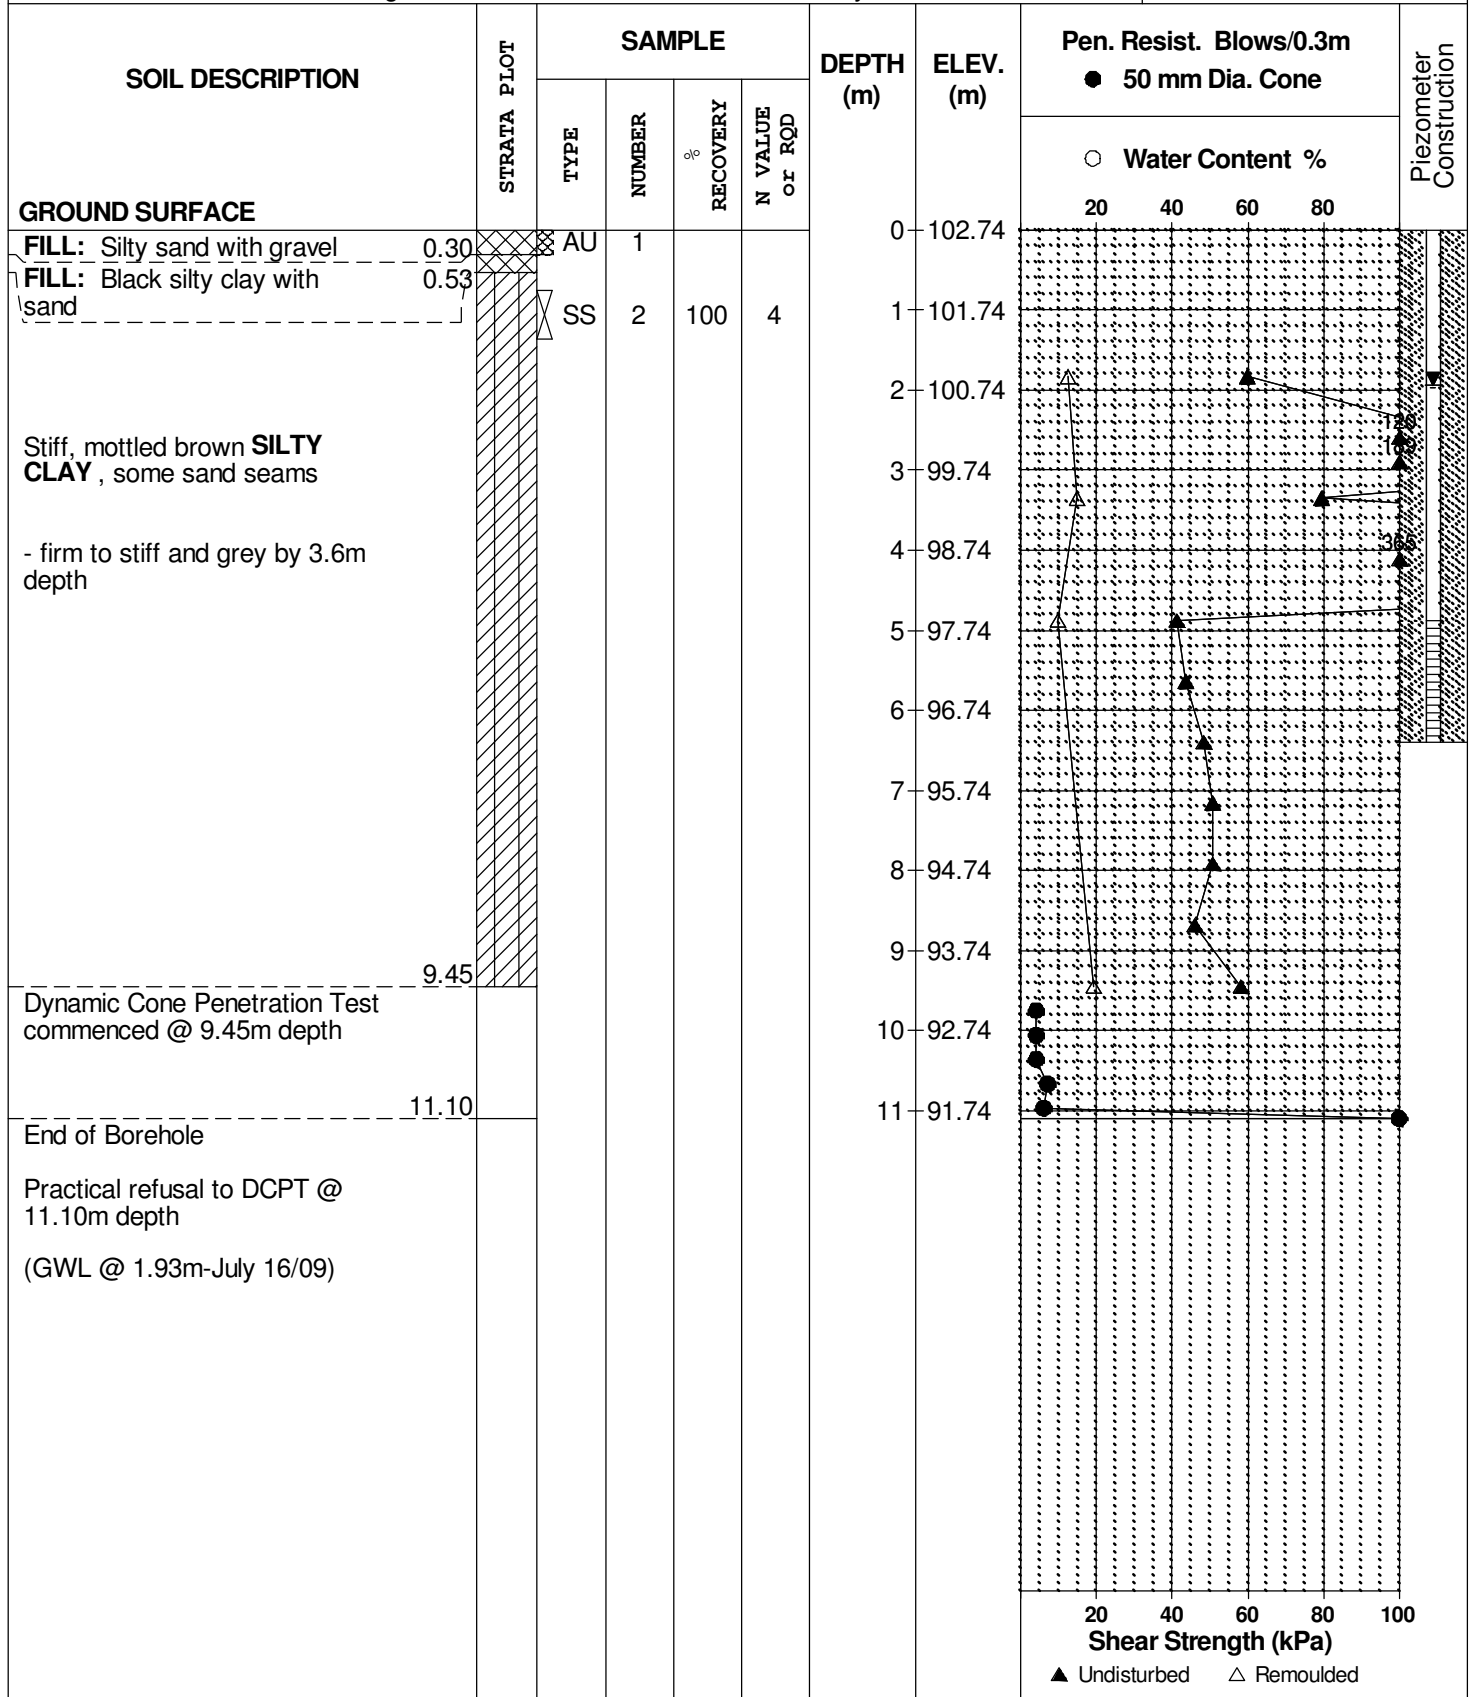 SOIL DESCRIPTION
STRATA PLOT
SAMPLE
TYPE
NUMBER
% RECOVERY
N VALUE or RQD
DEPTH (m)
ELEV. (m)
Pen. Resist. Blows/0.3m
● 50 mm Dia. Cone
○ Water Content %
20 40 60 80
Piezometer Construction
GROUND SURFACE
0 102.74
FILL: Silty sand with gravel 0.30
AU 1
FILL: Black silty clay with sand 0.53
SS 2 100 4
1 101.74
2 100.74
120
Stiff, mottled brown SILTY
CLAY , some sand seams
3 99.74
- firm to stiff and grey by 3.6m
depth
4 98.74
365
5 97.74
6 96.74
7 95.74
8 94.74
9 93.74
9.45
Dynamic Cone Penetration Test
commenced @ 9.45m depth
10 92.74
11.10
11 91.74
End of Borehole
Practical refusal to DCPT @
11.10m depth
(GWL @ 1.93m-July 16/09)
20 40 60 80 100
Shear Strength (kPa)
▲ Undisturbed △ Remoulded